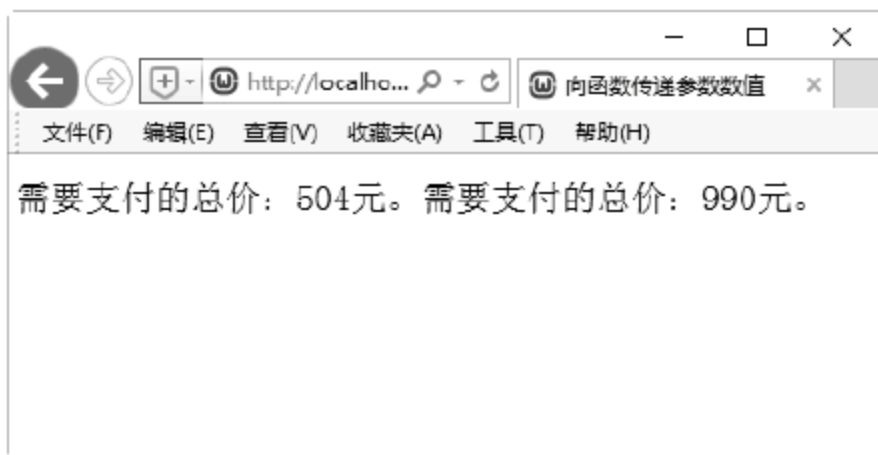 http://localho...
向函数传递参数数值
文件(F) 编辑(E) 查看(V) 收藏夹(A) 工具(T) 帮助(H)
需要支付的总价：504元。需要支付的总价：990元。